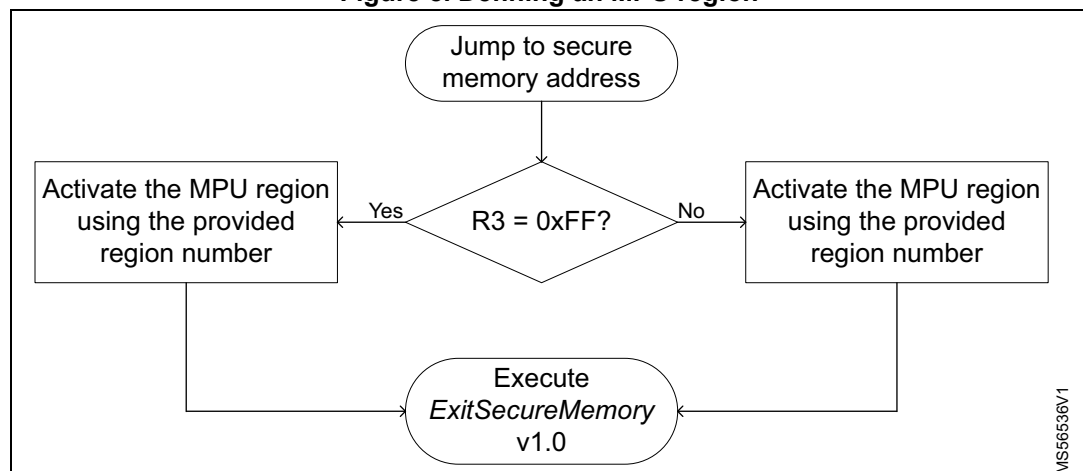 Jump to secure
memory address
R3 = 0xFF?
Yes
No
Activate the MPU region
using the provided
region number
Activate the MPU region
using the provided
region number
Execute
ExitSecureMemory
v1.0
MS56536V1